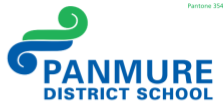 Pantone 354
PANMURE
DISTRICT SCHOOL